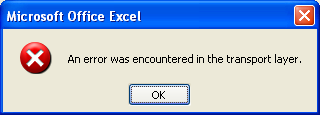 Microsoft Office Excel
An error was encountered in the transport layer.
OK